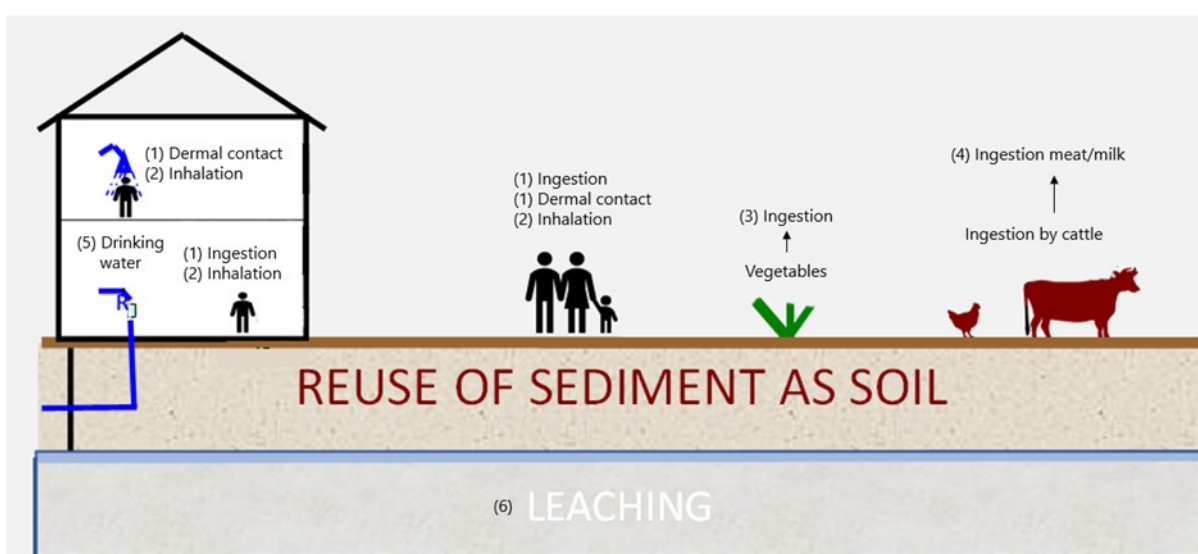 (1) Dermal contact
(2) Inhalation
(5) Drinking
water
(1) Ingestion
(2) Inhalation
(1) Ingestion
(1) Dermal contact
(2) Inhalation
(3) Ingestion
Vegetables
(4) Ingestion meat/milk
Ingestion by cattle
REUSE OF SEDIMENT AS SOIL
(6) LEACHING